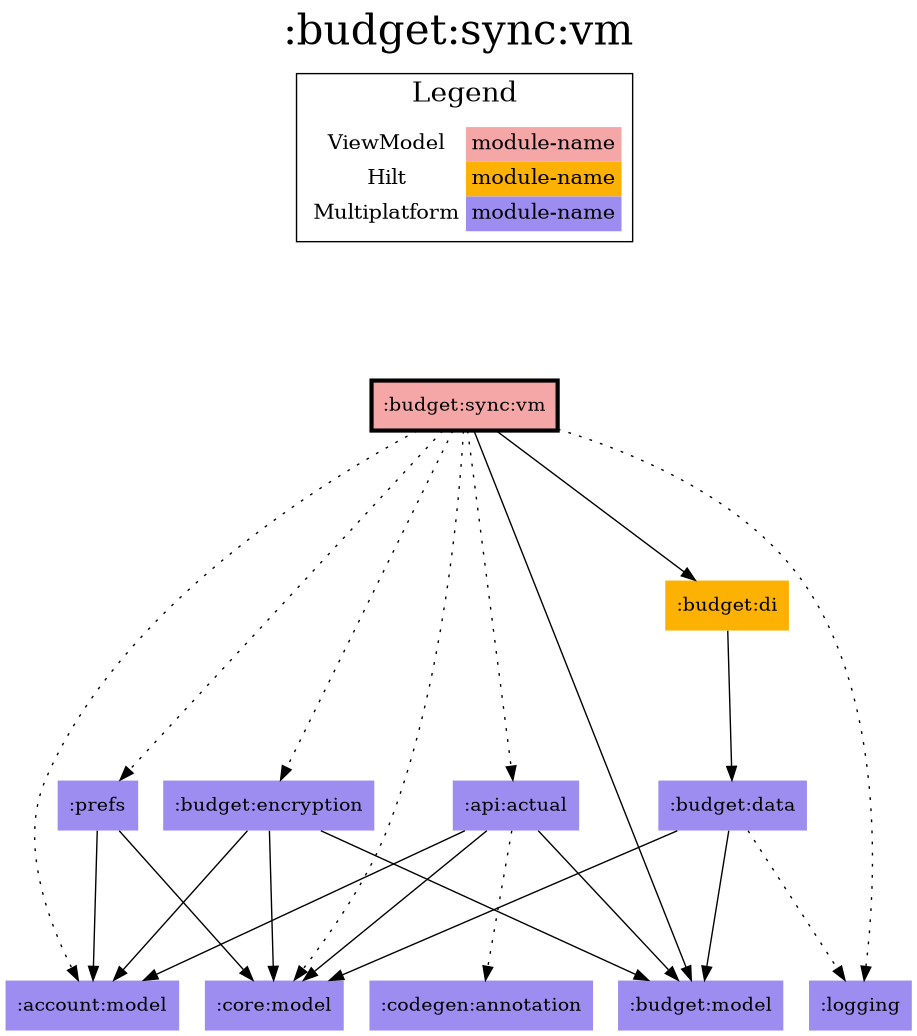 :budget:sync:vm
Legend
ViewModel module-name
Hilt module-name
Multiplatform module-name
:budget:sync:vm
:budget:di
:prefs :budget:encryption :api:actual :budget:data
:account:model :core:model :codegen:annotation :budget:model :logging